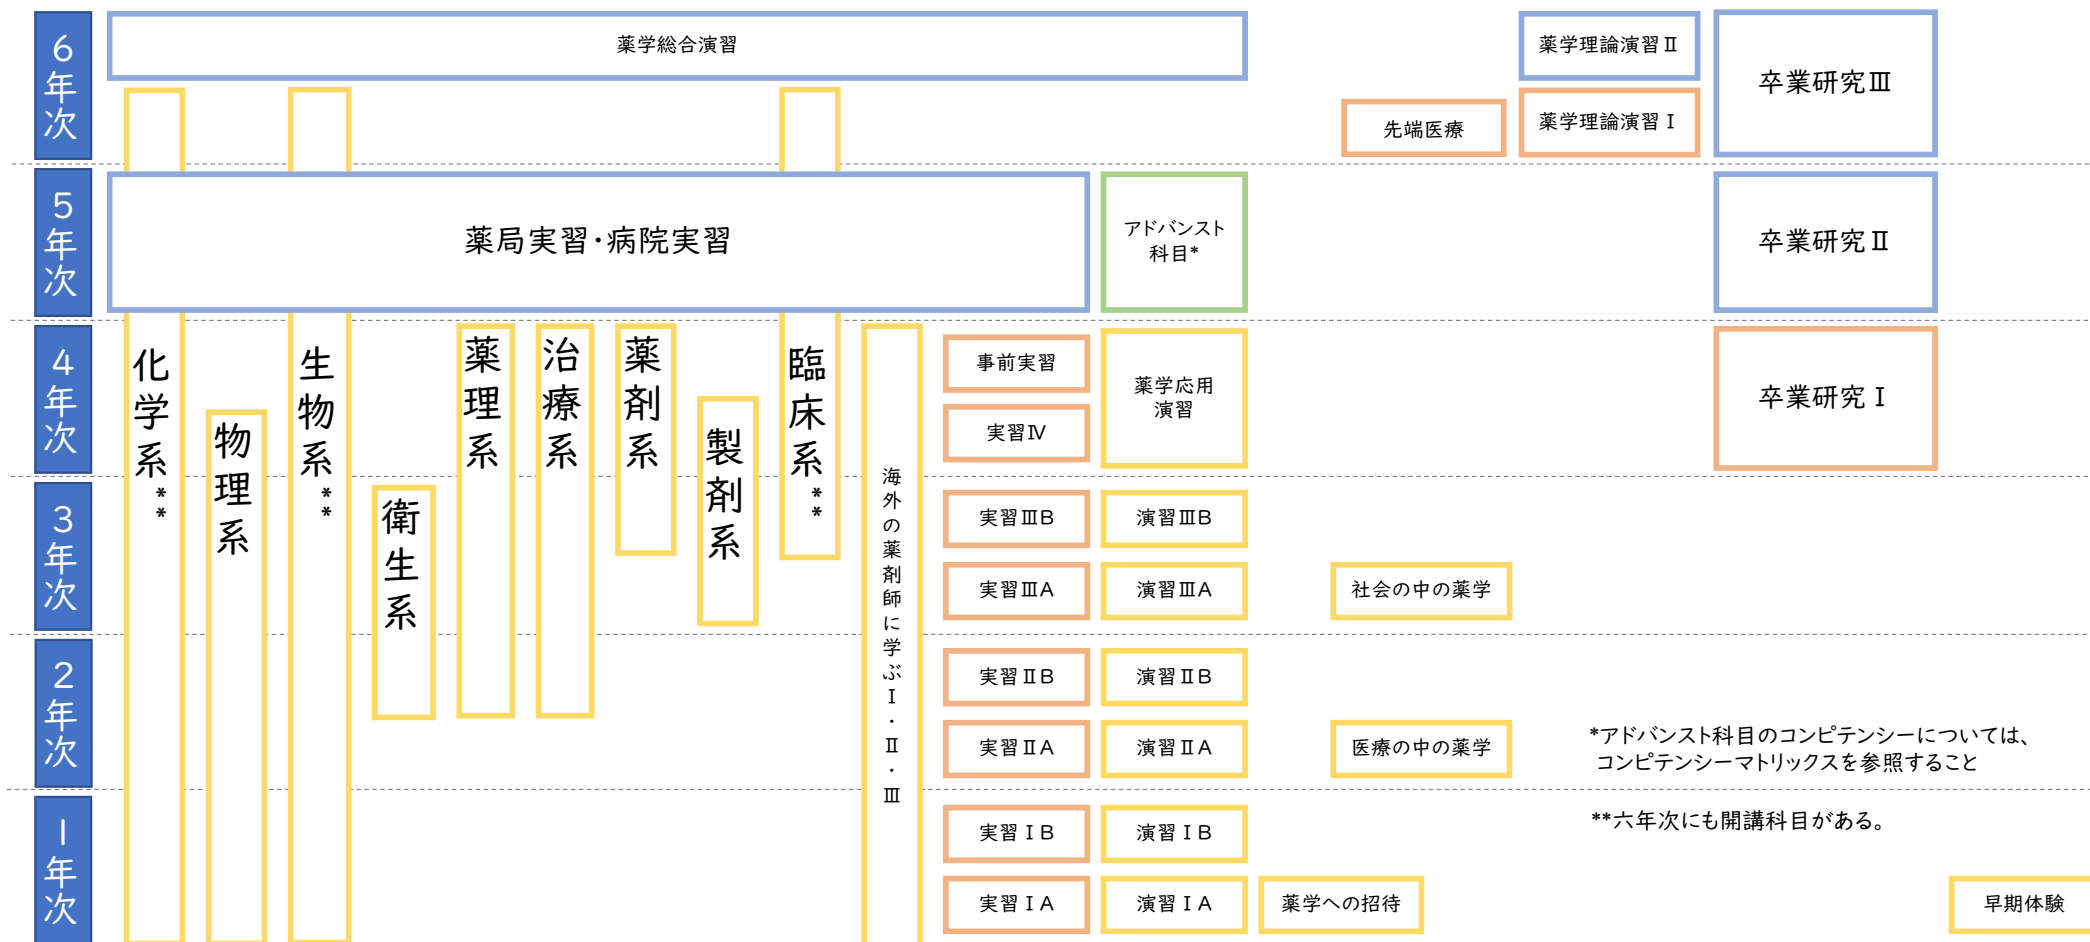 6年次
薬学総合演習
薬学理論演習Ⅱ
卒業研究Ⅲ
先端医療
薬学理論演習Ⅰ
5年次
薬局実習・病院実習
アドバンスト
科目*
卒業研究Ⅱ
4年次
化学系**
物理系
生物系**
衛生系
薬理系
治療系
薬剤系
製剤系
臨床系**
海外の薬剤師に学ぶⅠ・Ⅱ・Ⅲ
事前実習
薬学応用
演習
実習Ⅳ
卒業研究Ⅰ
3年次
実習ⅢB
演習ⅢB
実習ⅢA
演習ⅢA
社会の中の薬学
2年次
実習ⅡB
演習ⅡB
実習ⅡA
演習ⅡA
医療の中の薬学
*アドバンスト科目のコンピテンシーについては、
コンピテンシーマトリックスを参照すること
1年次
実習ⅠB
演習ⅠB
**六年次にも開講科目がある。
実習ⅠA
演習ⅠA
薬学への招待
早期体験